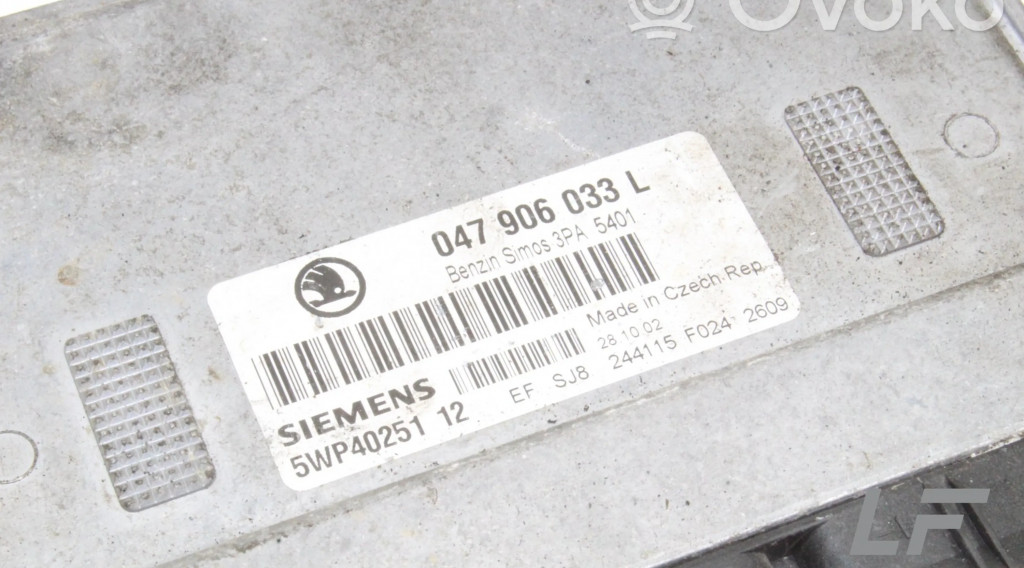 OVOKO
047 906 033 L
Benzin Simos 3PA 5401
Made in Czech-Rep.
28.10.02
SIEMENS
5WP40251 12
EF SJ8 244115 F024 2609
LF